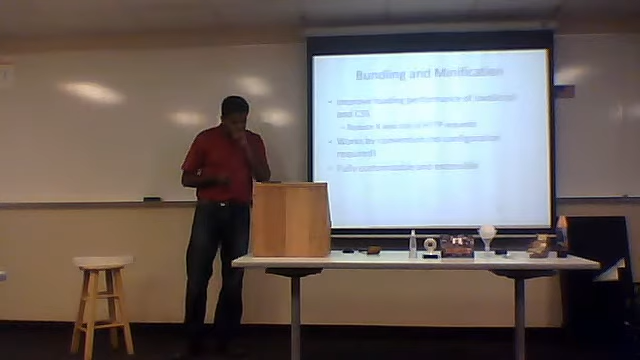 Bundling and Minification
Improve loading performance of JavaScript
and CSS
Reduce # and size of HTTP requests
Works by convention (no configuration
required)
Fully customizable and extensible